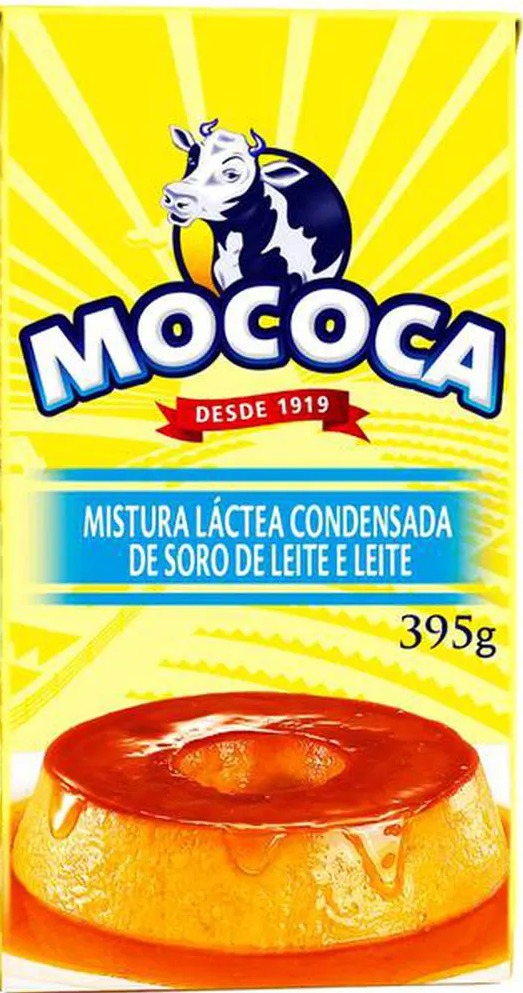 MOCOCA
DESDE 1919
MISTURA LÁCTEA CONDENSADA
DE SORO DE LEITE E LEITE
395g